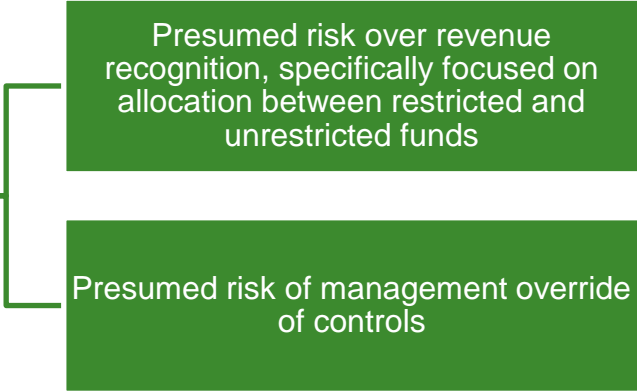 Presumed risk over revenue
recognition, specifically focused on
allocation between restricted and
unrestricted funds
Presumed risk of management override
of controls